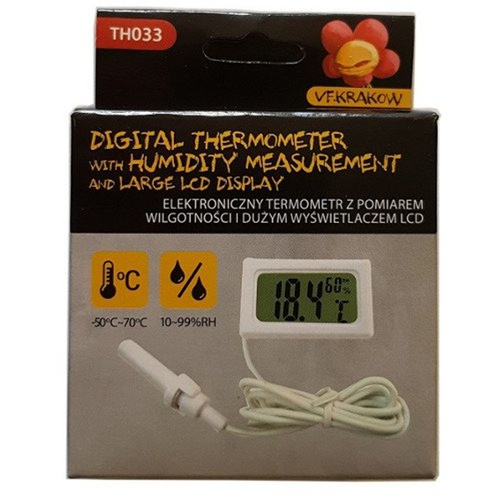 TH033
VF.KRAKOW
DIGITAL THERMOMETER
WITH HUMIDITY MEASUREMENT
AND LARGE LCD DISPLAY
ELEKTRONICZNY TERMOMETR Z POMIAREM
WILGOTNOŚCI I DUŻYM WYŚWIETLACZEM LCD
°C
-50°C~70°C
10~99%RH
18.4 °C
60 %